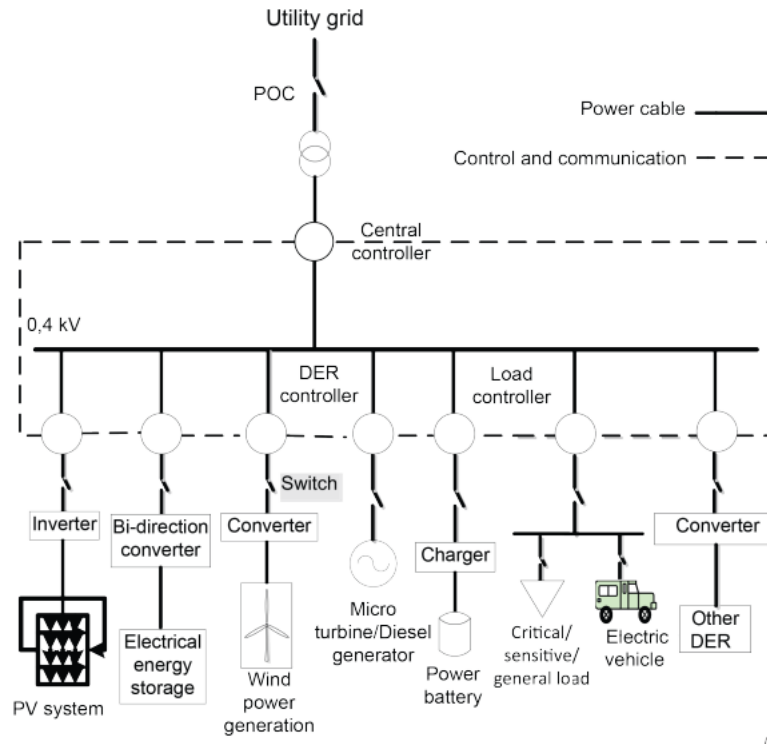 Utility grid
POC
Power cable
Control and communication
Central
controller
0,4 kV
DER
controller
Load
controller
Switch
Inverter
Bi-direction
converter
Converter
Charger
Converter
Electrical
energy
storage
Micro
turbine/Diesel
generator
Power
battery
Critical/
sensitive/
general load
Electric
vehicle
Other
DER
PV system
Wind
power
generation